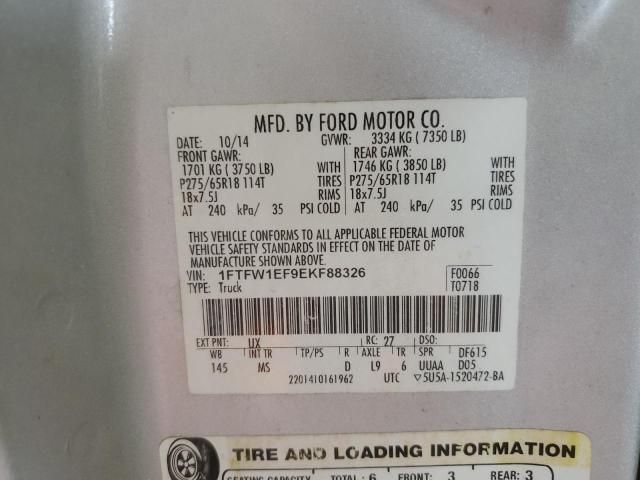 MFD. BY FORD MOTOR CO.
DATE: 10/14 GVWR: 3334 KG ( 7350 LB)
FRONT GAWR: REAR GAWR:
1701 KG ( 3750 LB) WITH 1746 KG ( 3850 LB) WITH
P275/65R18 114T TIRES P275/65R18 114T TIRES
18x7.5J RIMS 18x7.5J RIMS
AT 240 kPa/ 35 PSI COLD AT 240 kPa/ 35 PSI COLD
THIS VEHICLE CONFORMS TO ALL APPLICABLE FEDERAL MOTOR
VEHICLE SAFETY STANDARDS IN EFFECT ON THE DATE OF
MANUFACTURE SHOWN ABOVE.
VIN: 1FTFW1EF9EKF88326 F0066
TYPE: Truck T0718
EXT PNT: UX RC: 27 DSO:
WB INT TR TP/PS R AXLE TR SPR DF615
145 MS D L9 6 UUAA D05
2201410161962 UTC ▽5U5A-1520472-BA
TIRE AND LOADING INFORMATION
SEATING CAPACITY TOTAL: 6 FRONT: 3 REAR: 3